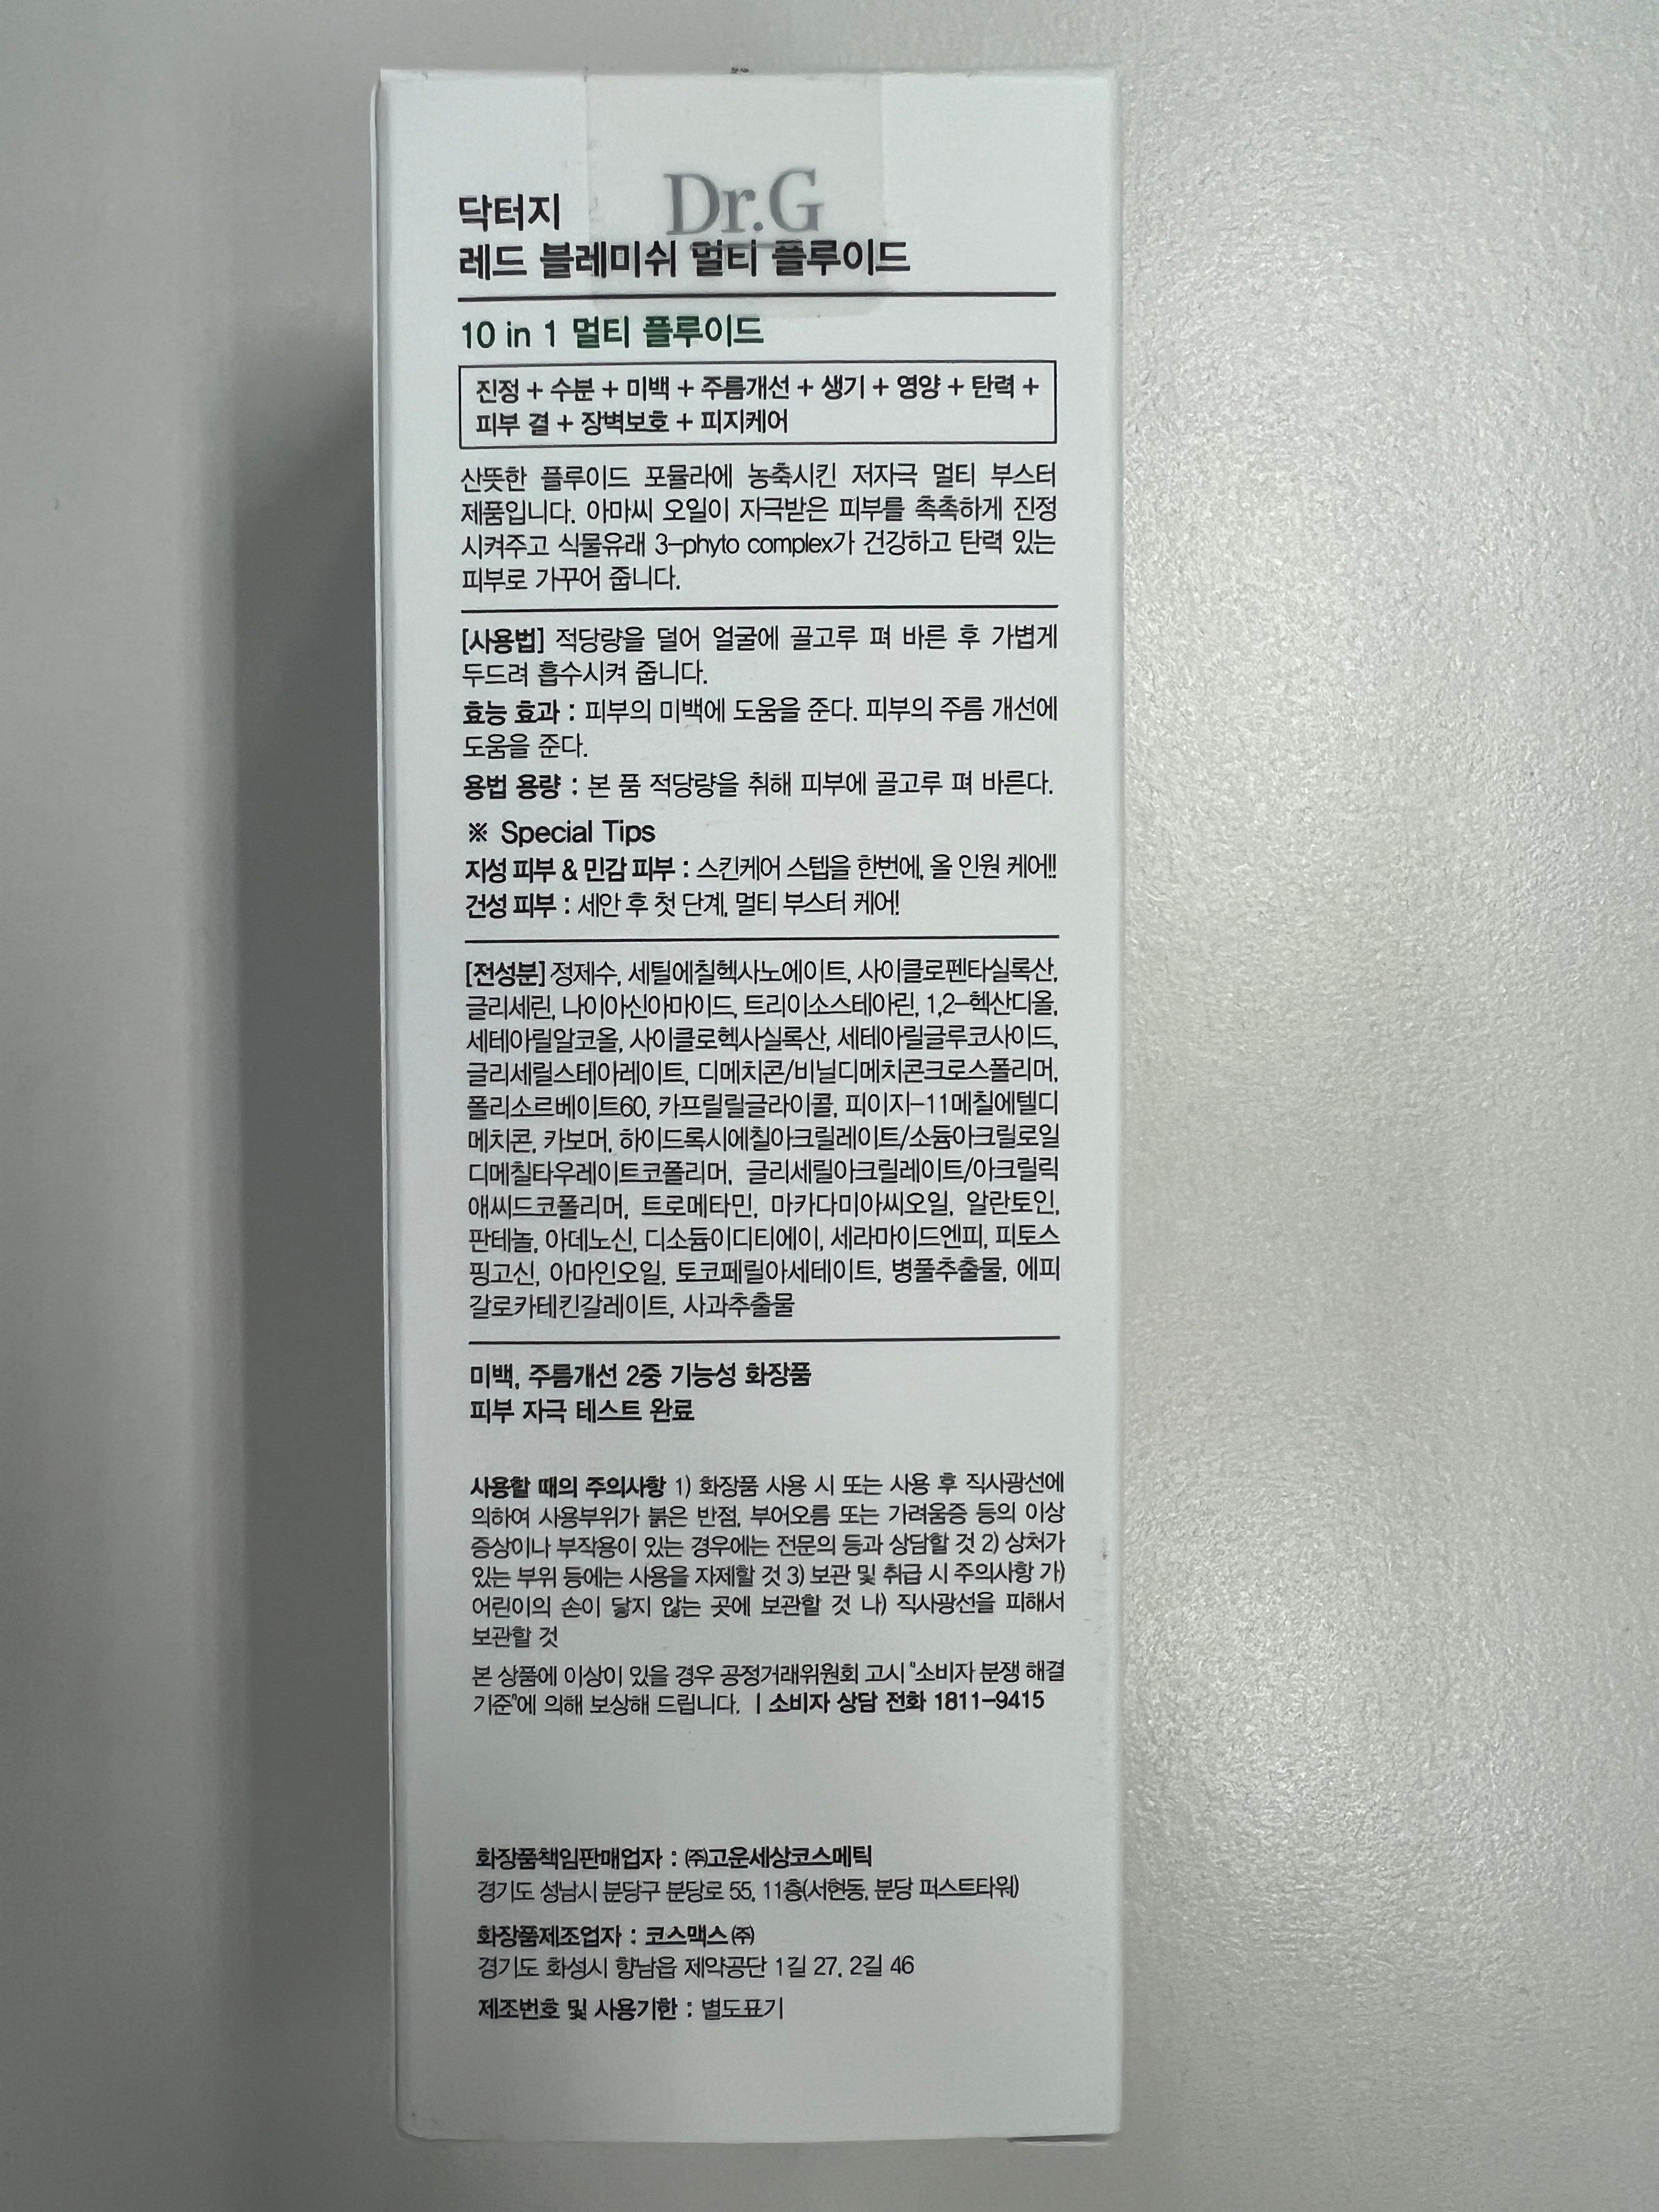 Dr.G
닥터지
레드 블레미쉬 멀티 플루이드
10 in 1 멀티 플루이드
진정 + 수분 + 미백 + 주름개선 + 생기 + 영양 + 탄력 +
피부 결 + 장벽보호 + 피지케어
산뜻한 플루이드 포뮬라에 농축시킨 저자극 멀티 부스터
제품입니다. 아마씨 오일이 자극받은 피부를 촉촉하게 진정
시켜주고 식물유래 3-phyto complex가 건강하고 탄력 있는
피부로 가꾸어 줍니다.
[사용법] 적당량을 덜어 얼굴에 골고루 펴 바른 후 가볍게
두드려 흡수시켜 줍니다.
효능 효과 : 피부의 미백에 도움을 준다. 피부의 주름 개선에
도움을 준다.
용법 용량 : 본 품 적당량을 취해 피부에 골고루 펴 바른다.
※ Special Tips
지성 피부 & 민감 피부 : 스킨케어 스텝을 한번에, 올 인원 케어!!
건성 피부 : 세안 후 첫 단계, 멀티 부스터 케어!
[전성분] 정제수, 세틸에칠헥사노에이트, 사이클로펜타실록산,
글리세린, 나이아신아마이드, 트리이소스테아린, 1,2-헥산디올,
세테아릴알코올, 사이클로헥사실록산, 세테아릴글루코사이드,
글리세릴스테아레이트, 디메치콘/비닐디메치콘크로스폴리머,
폴리소르베이트60, 카프릴릴글라이콜, 피이지-11메칠에텔디
메치콘, 카보머, 하이드록시에칠아크릴레이트/소듐아크릴로일
디메칠타우레이트코폴리머, 글리세릴아크릴레이트/아크릴릭
애씨드코폴리머, 트로메타민, 마카다미아씨오일, 알란토인,
판테놀, 아데노신, 디소듐이디티에이, 세라마이드엔피, 피토스
핑고신, 아마인오일, 토코페릴아세테이트, 병풀추출물, 에피
갈로카테킨갈레이트, 사과추출물
미백, 주름개선 2중 기능성 화장품
피부 자극 테스트 완료
사용할 때의 주의사항 1) 화장품 사용 시 또는 사용 후 직사광선에
의하여 사용부위가 붉은 반점, 부어오름 또는 가려움증 등의 이상
증상이나 부작용이 있는 경우에는 전문의 등과 상담할 것 2) 상처가
있는 부위 등에는 사용을 자제할 것 3) 보관 및 취급 시 주의사항 가)
어린이의 손이 닿지 않는 곳에 보관할 것 나) 직사광선을 피해서
보관할 것
본 상품에 이상이 있을 경우 공정거래위원회 고시 "소비자 분쟁 해결
기준"에 의해 보상해 드립니다. | 소비자 상담 전화 1811-9415
화장품책임판매업자 : ㈜고운세상코스메틱
경기도 성남시 분당구 분당로 55, 11층(서현동, 분당 퍼스트타워)
화장품제조업자 : 코스맥스㈜
경기도 화성시 향남읍 제약공단 1길 27, 2길 46
제조번호 및 사용기한 : 별도표기